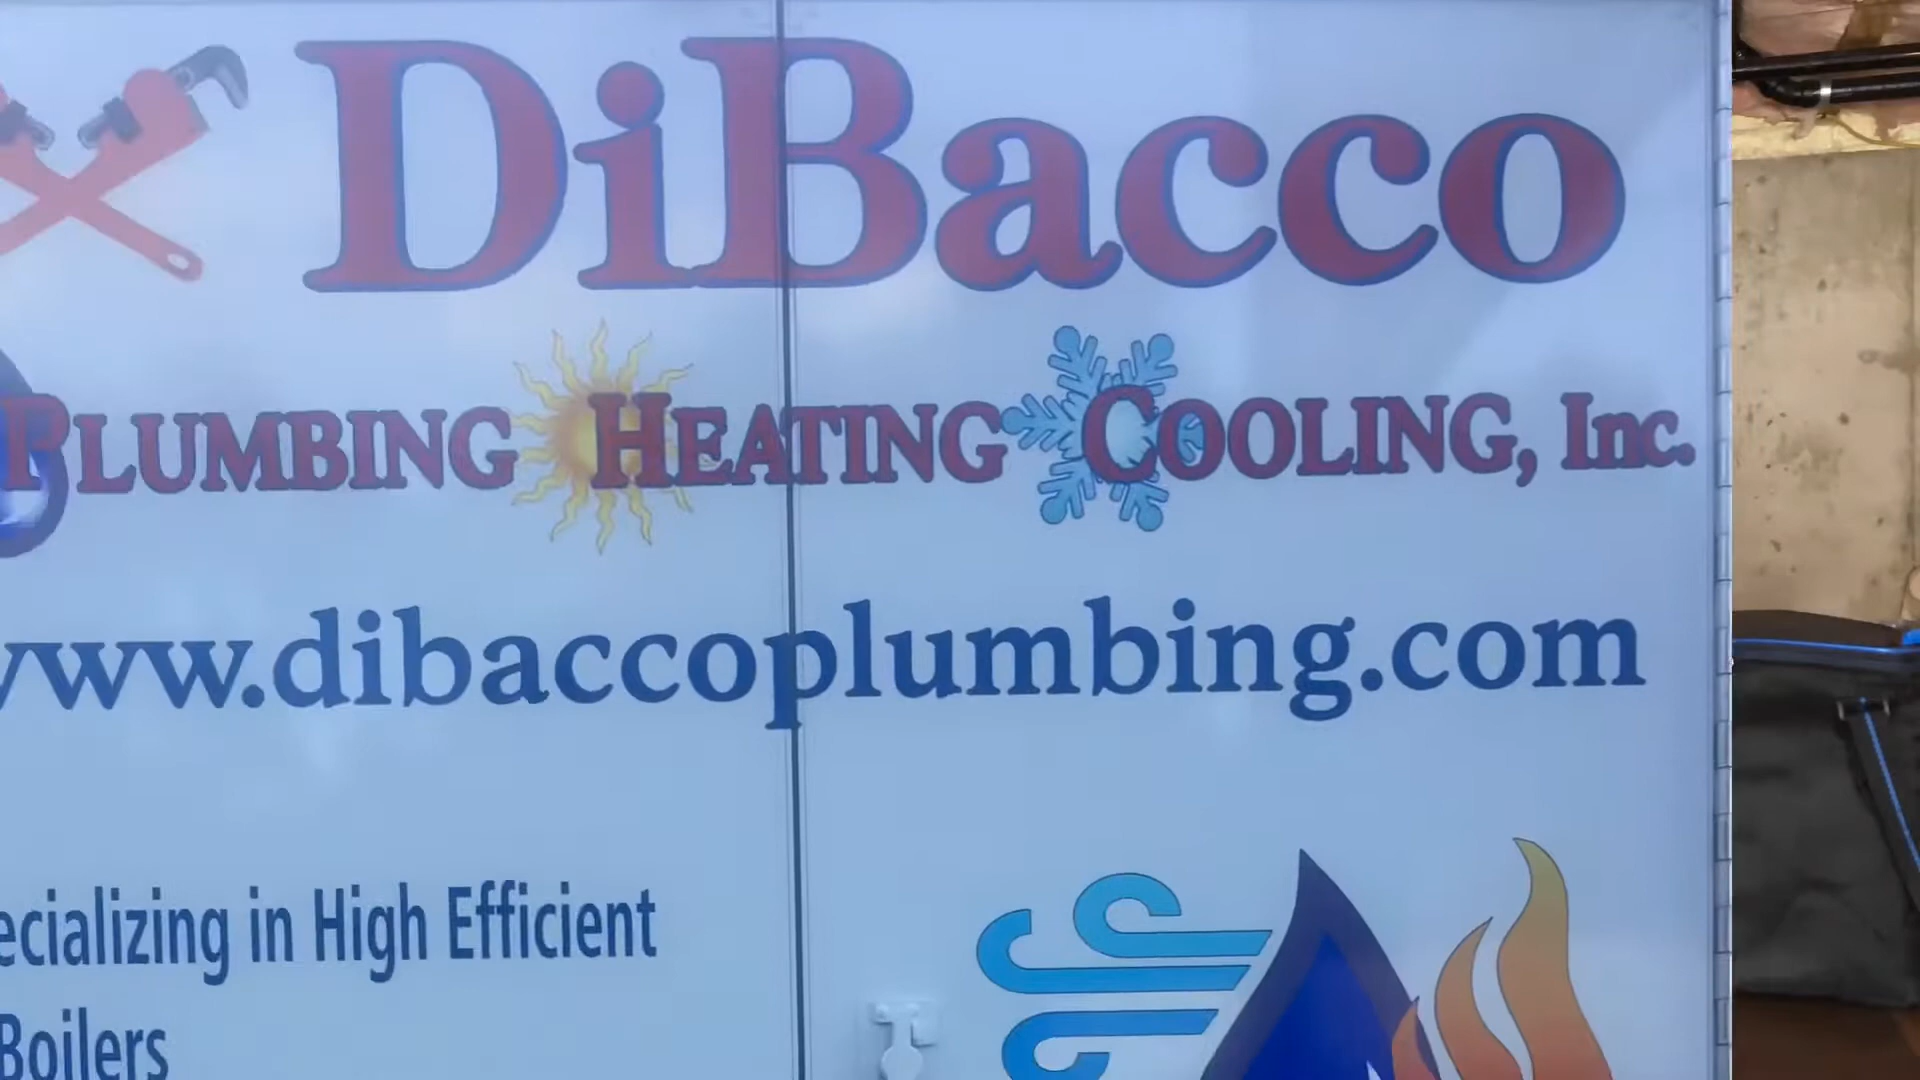 DiBacco
PLUMBING HEATING COOLING, Inc.
www.dibaccoplumbing.com
ecializing in High Efficient
Boilers